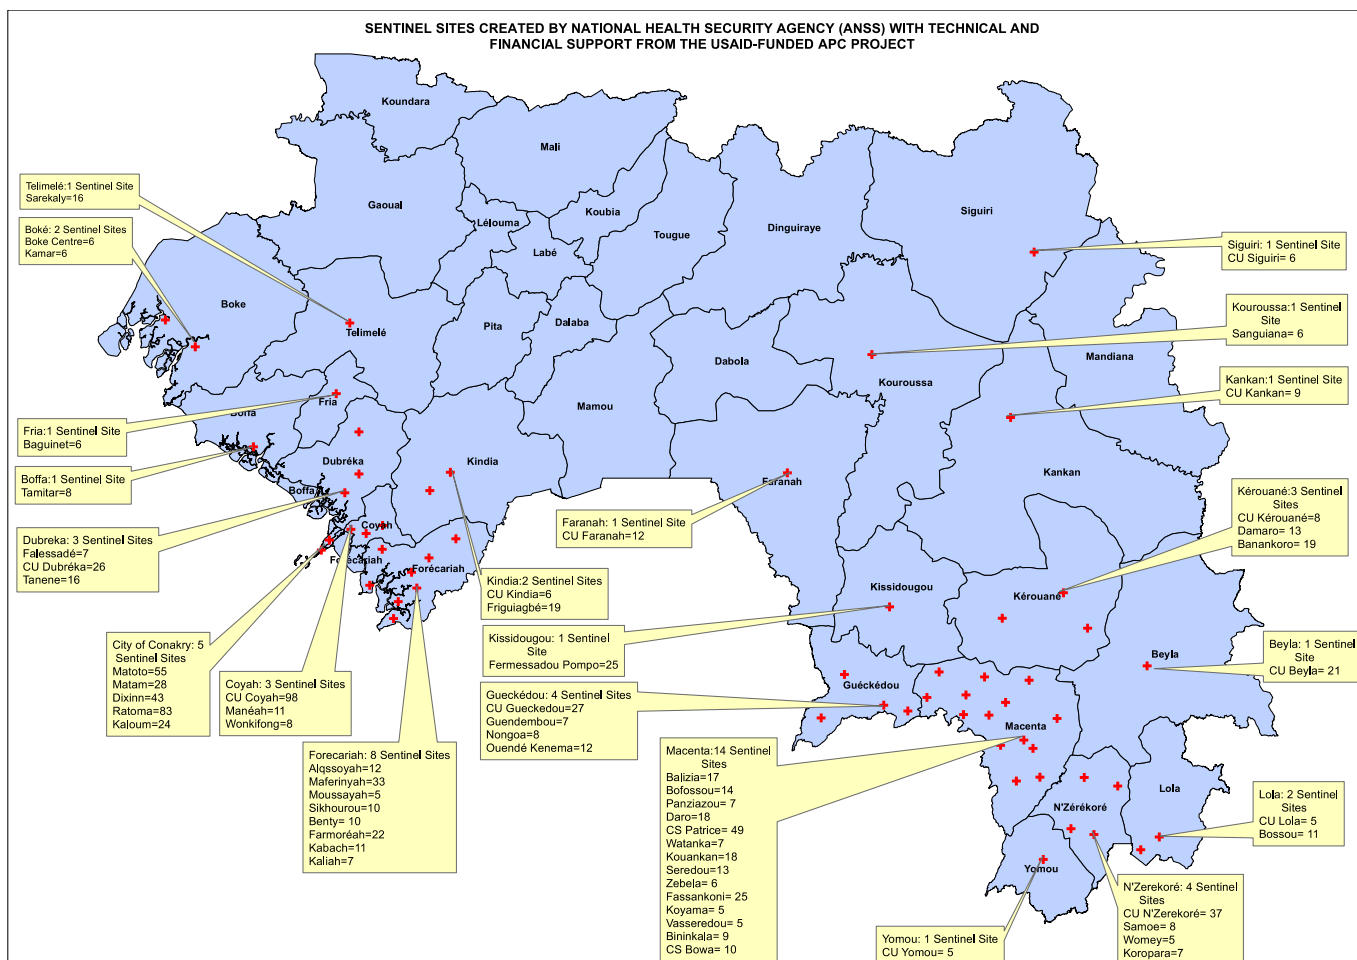 SENTINEL SITES CREATED BY NATIONAL HEALTH SECURITY AGENCY (ANSS) WITH TECHNICAL AND
FINANCIAL SUPPORT FROM THE USAID-FUNDED APC PROJECT
Koundara
Mali
Gaoual
Lélouma
Koubia
Labé
Tougue
Dinguiraye
Siguiri
Telimelé:1 Sentinel Site
Sarekaly=16
Boké: 2 Sentinel Sites
Boke Centre=6
Kamar=6
Siguiri: 1 Sentinel Site
CU Siguiri= 6
Boke
Telimelé
Pita
Dalaba
Dabola
Kouroussa
Mandiana
Kouroussa:1 Sentinel
Site
Sanguiana= 6
Kankan:1 Sentinel Site
CU Kankan= 9
Fria
Boffa
Mamou
Fria:1 Sentinel Site
Baguinet=6
Boffa:1 Sentinel Site
Tamitar=8
Dubréka
Kindia
Boffa
Faranah
Kankan
Coyah
Forécariah
Forécariah
Dubreka: 3 Sentinel Sites
Falessadé=7
CU Dubréka=26
Tanene=16
Faranah: 1 Sentinel Site
CU Faranah=12
Kérouané:3 Sentinel
Sites
CU Kérouané=8
Damaro= 13
Banankoro= 19
Kindia:2 Sentinel Sites
CU Kindia=6
Friguiagbé=19
Kissidougou
Kérouané
Beyla
City of Conakry: 5
Sentinel Sites
Matoto=55
Matam=28
Dixinn=43
Ratoma=83
Kaloum=24
Kissidougou: 1 Sentinel
Site
Fermessadou Pompo=25
Beyla: 1 Sentinel
Site
CU Beyla= 21
Coyah: 3 Sentinel Sites
CU Coyah=98
Manéah=11
Wonkifong=8
Gueckédou: 4 Sentinel Sites
CU Gueckedou=27
Guendembou=7
Nongoa=8
Ouendé Kenema=12
Guéckédou
Macenta
Forecariah: 8 Sentinel Sites
Alqssoyah=12
Maferinyah=33
Moussayah=5
Sikhourou=10
Benty= 10
Farmoréah=22
Kabach=11
Kaliah=7
Macenta:14 Sentinel
Sites
Balizia=17
Bofossou=14
Panziazou= 7
Daro=18
CS Patrice= 49
Watanka=7
Kouankan=18
Seredou=13
Zebela= 6
Fassankoni= 25
Koyama= 5
Vasseredou= 5
Bininkala= 9
CS Bowa= 10
N'Zérékoré
Lola
Yomou
Lola: 2 Sentinel
Sites
CU Lola= 5
Bossou= 11
N'Zerekoré: 4 Sentinel
Sites
CU N'Zerekoré= 37
Samoe= 8
Womey=5
Koropara=7
Yomou: 1 Sentinel Site
CU Yomou= 5